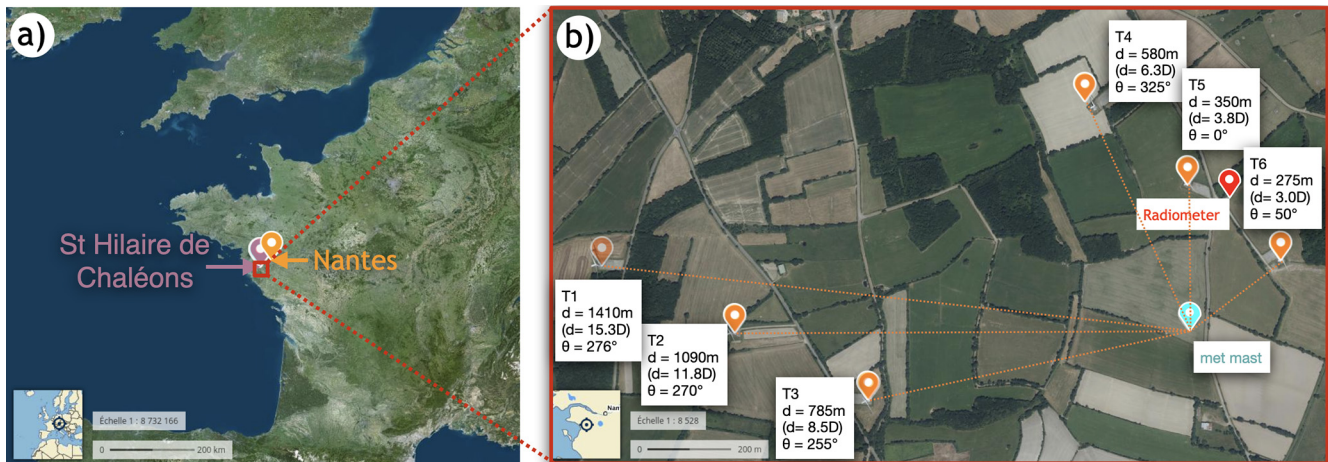 a)
St Hilaire de
Chaléons
Nantes
Échelle 1 : 8 732 166
0
200 km
b)
T4
d = 580m
(d= 6.3D)
θ = 325°
T5
d = 350m
(d= 3.8D)
θ = 0°
T6
d = 275m
(d= 3.0D)
θ = 50°
Radiometer
T1
d = 1410m
(d= 15.3D)
θ = 276°
T2
d = 1090m
(d= 11.8D)
θ = 270°
T3
d = 785m
(d= 8.5D)
θ = 255°
met mast
Nan
Échelle 1 : 8 528
0
200 m